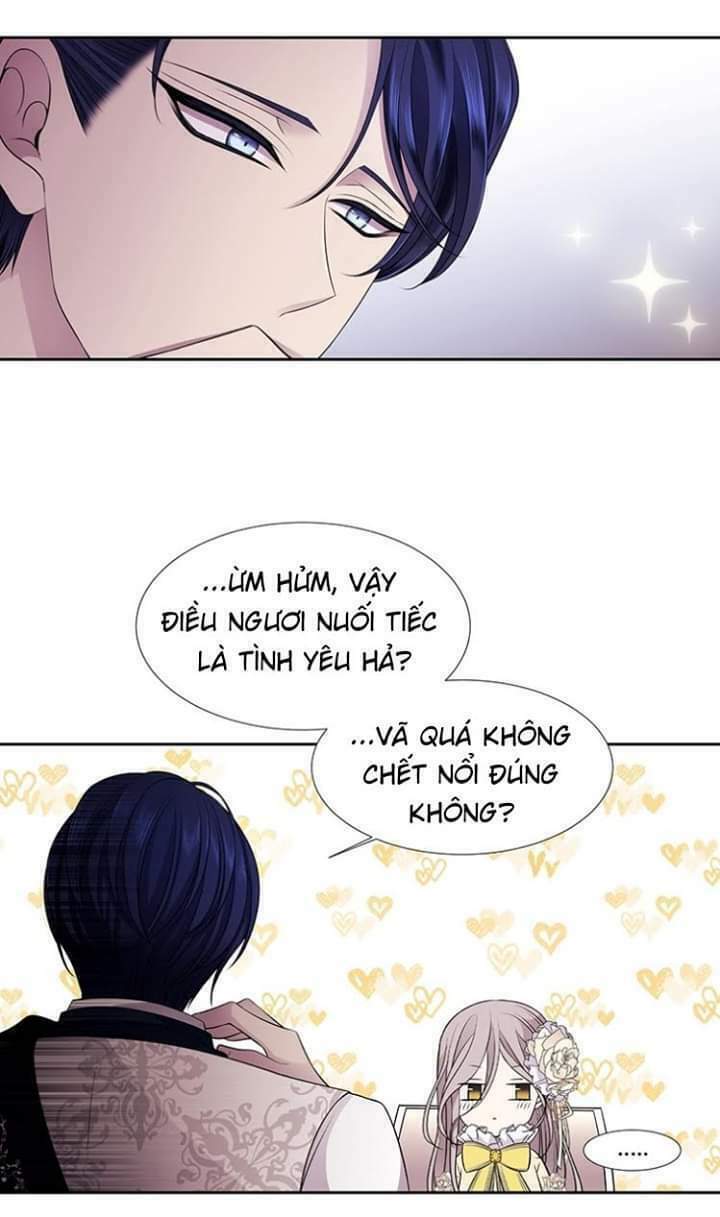 ...ỪM HỬM, VẬY
ĐIỀU NGƯƠI NUỐI TIẾC
LÀ TÌNH YÊU HẢ?
...VÃ QUÁ KHÔNG
CHẾT NỔI ĐÚNG
KHÔNG?
.....